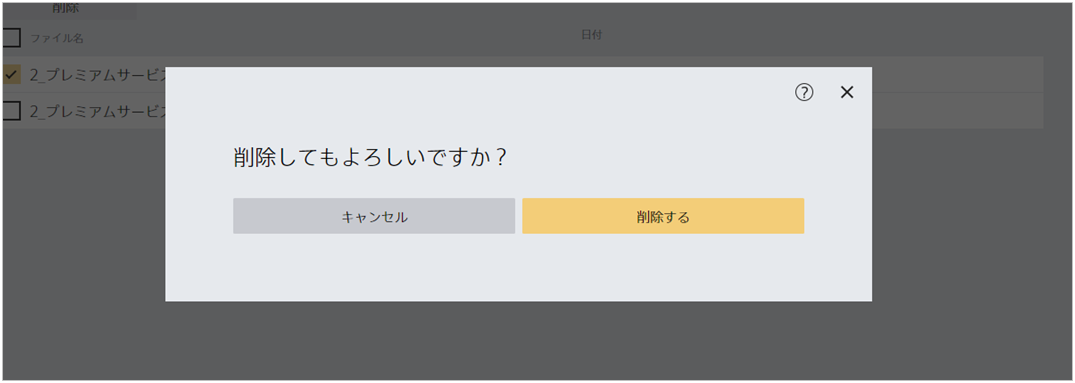 削除
ファイル名 日付
2_プレミアムサービス
2_プレミアムサービス
?
削除してもよろしいですか？
キャンセル 削除する